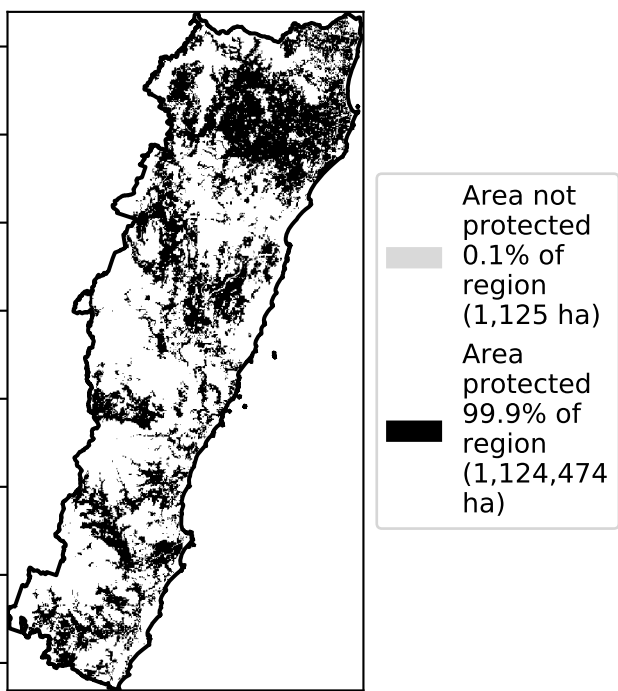 Area not
protected
0.1% of
region
(1,125 ha)
Area
protected
99.9% of
region
(1,124,474
ha)